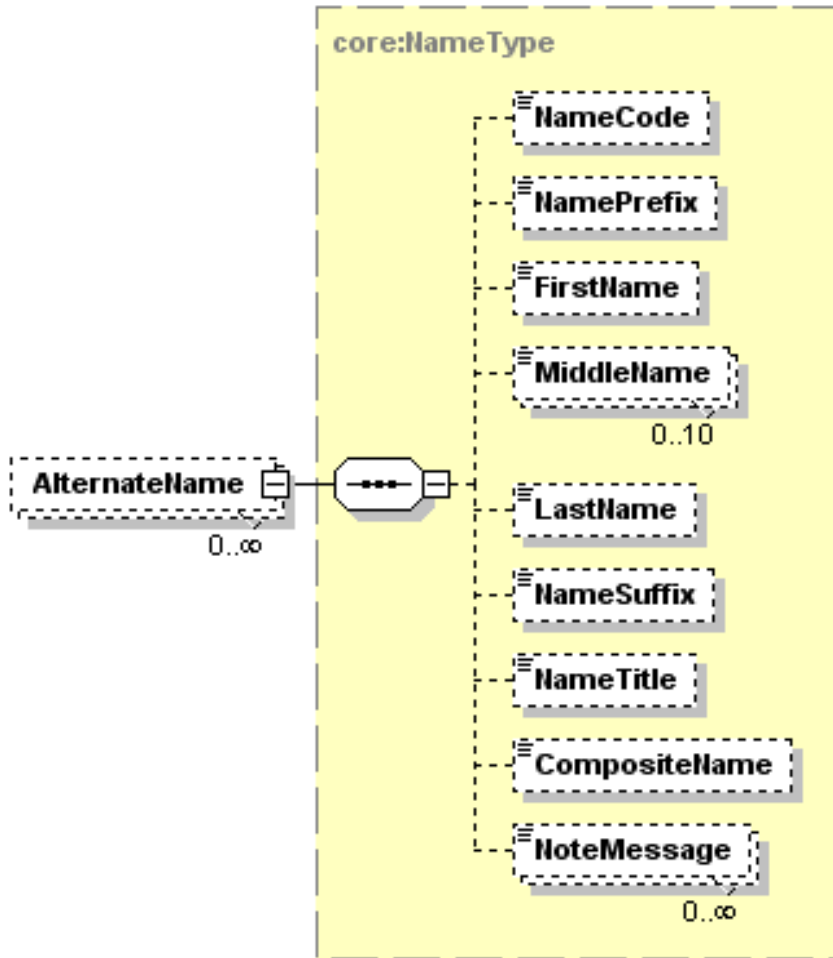 core:NameType
NameCode
NamePrefix
FirstName
MiddleName
0..10
AlternateName
0..∞
LastName
NameSuffix
NameTitle
CompositeName
NoteMessage
0..∞